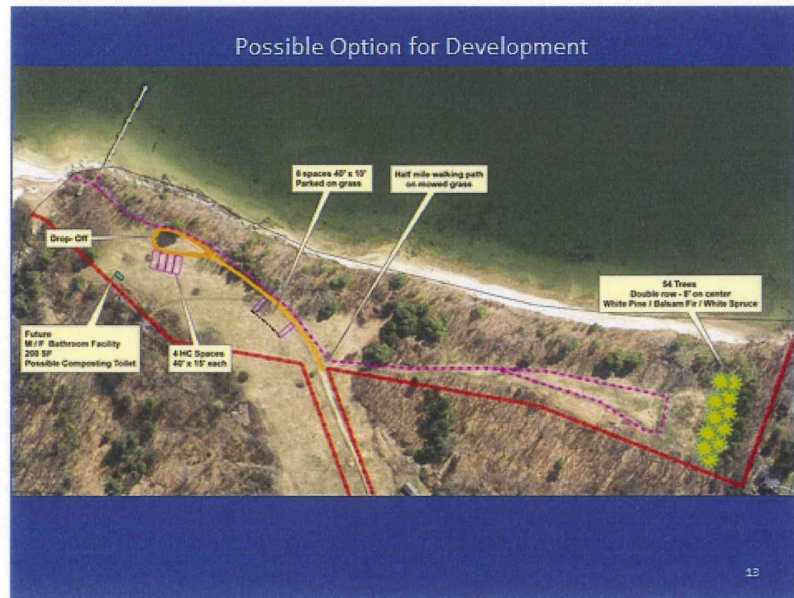 Possible Option for Development
6 spaces 40' x 10'
Parked on grass
Half mile walking path
on mowed grass
Drop-Off
54 Trees
Double row - 8' on center
White Pine / Balsam Fir / White Spruce
Future
M / F Bathroom Facility
200 SF
Possible Composting Toilet
4 HC Spaces
40' x 15' each
13